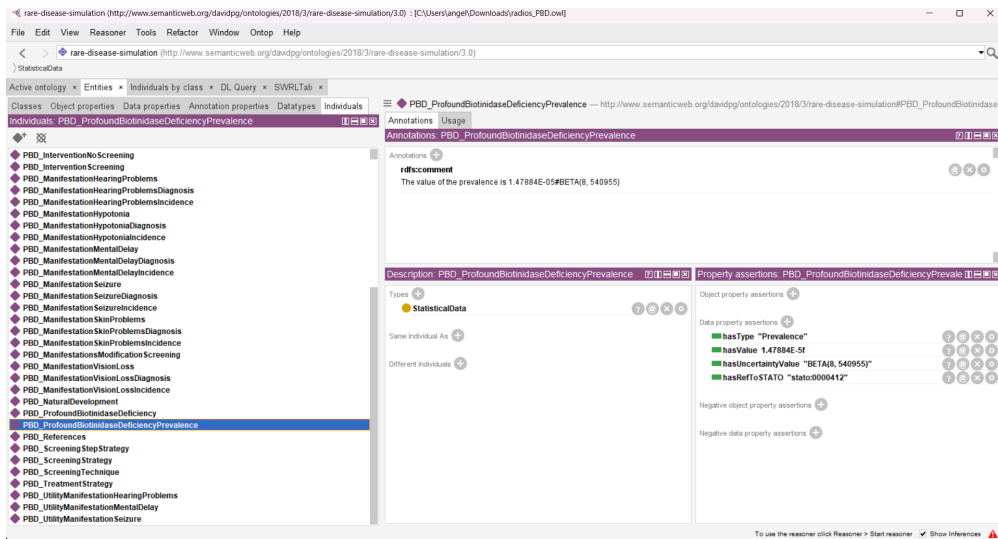 rare-disease-simulation (http://www.semanticweb.org/davidpg/ontologies/2018/3/rare-disease-simulation/3.0) : [C:\Users\angel\Downloads\radios_PBD.owl]
File Edit View Reasoner Tools Refactor Window Ontop Help
< > rare-disease-simulation (http://www.semanticweb.org/davidpg/ontologies/2018/3/rare-disease-simulation/3.0)
StatisticalData
Active ontology × Entities × Individuals by class × DL Query × SWRLTab ×
Classes Object properties Data properties Annotation properties Datatypes Individuals
Individuals: PBD_ProfoundBiotinidaseDeficiencyPrevalence
PBD_InterventionNoScreening
PBD_InterventionScreening
PBD_ManifestationHearingProblems
PBD_ManifestationHearingProblemsDiagnosis
PBD_ManifestationHearingProblemsIncidence
PBD_ManifestationHypotonia
PBD_ManifestationHypotoniaDiagnosis
PBD_ManifestationHypotoniaIncidence
PBD_ManifestationMentalDelay
PBD_ManifestationMentalDelayDiagnosis
PBD_ManifestationMentalDelayIncidence
PBD_ManifestationSeizure
PBD_ManifestationSeizureDiagnosis
PBD_ManifestationSeizureIncidence
PBD_ManifestationSkinProblems
PBD_ManifestationSkinProblemsDiagnosis
PBD_ManifestationSkinProblemsIncidence
PBD_ManifestationsModificationScreening
PBD_ManifestationVisionLoss
PBD_ManifestationVisionLossDiagnosis
PBD_ManifestationVisionLossIncidence
PBD_NaturalDevelopment
PBD_ProfoundBiotinidaseDeficiency
PBD_ProfoundBiotinidaseDeficiencyPrevalence
PBD_References
PBD_ScreeningStepStrategy
PBD_ScreeningStrategy
PBD_ScreeningTechnique
PBD_TreatmentStrategy
PBD_UtilityManifestationHearingProblems
PBD_UtilityManifestationMentalDelay
PBD_UtilityManifestationSeizure
PBD_ProfoundBiotinidaseDeficiencyPrevalence — http://www.semanticweb.org/davidpg/ontologies/2018/3/rare-disease-simulation#PBD_ProfoundBiotinidase
Annotations Usage
Annotations: PBD_ProfoundBiotinidaseDeficiencyPrevalence
Annotations
rdfs:comment
The value of the prevalence is 1.47884E-05#BETA(8, 540955)
Description: PBD_ProfoundBiotinidaseDeficiencyPrevalence
Types
StatisticalData
Same Individual As
Different Individuals
Property assertions: PBD_ProfoundBiotinidaseDeficiencyPrevale
Object property assertions
Data property assertions
hasType "Prevalence"
hasValue 1.47884E-5f
hasUncertaintyValue "BETA(8, 540955)"
hasRefToSTATO "stato:0000412"
Negative object property assertions
Negative data property assertions
To use the reasoner click Reasoner > Start reasoner Show Inferences